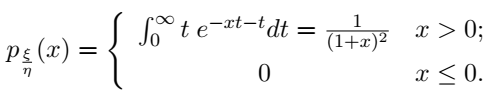 $p_{\frac{\xi}{\eta}}(x) = \begin{cases} \int_0^\infty t \, e^{-xt-t} dt = \frac{1}{(1+x)^2} & x > 0; \\ 0 & x \leq 0. \end{cases}$